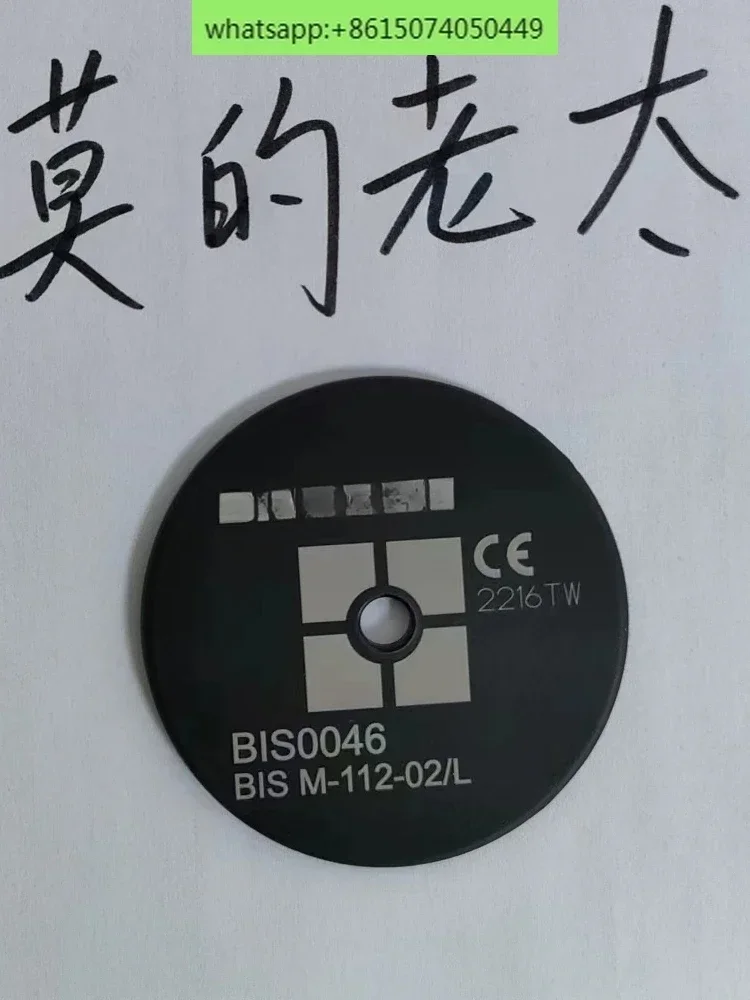 whatsapp:+8615074050449
莫的老太
CE
2216TW
BIS0046
BIS M-112-02/L